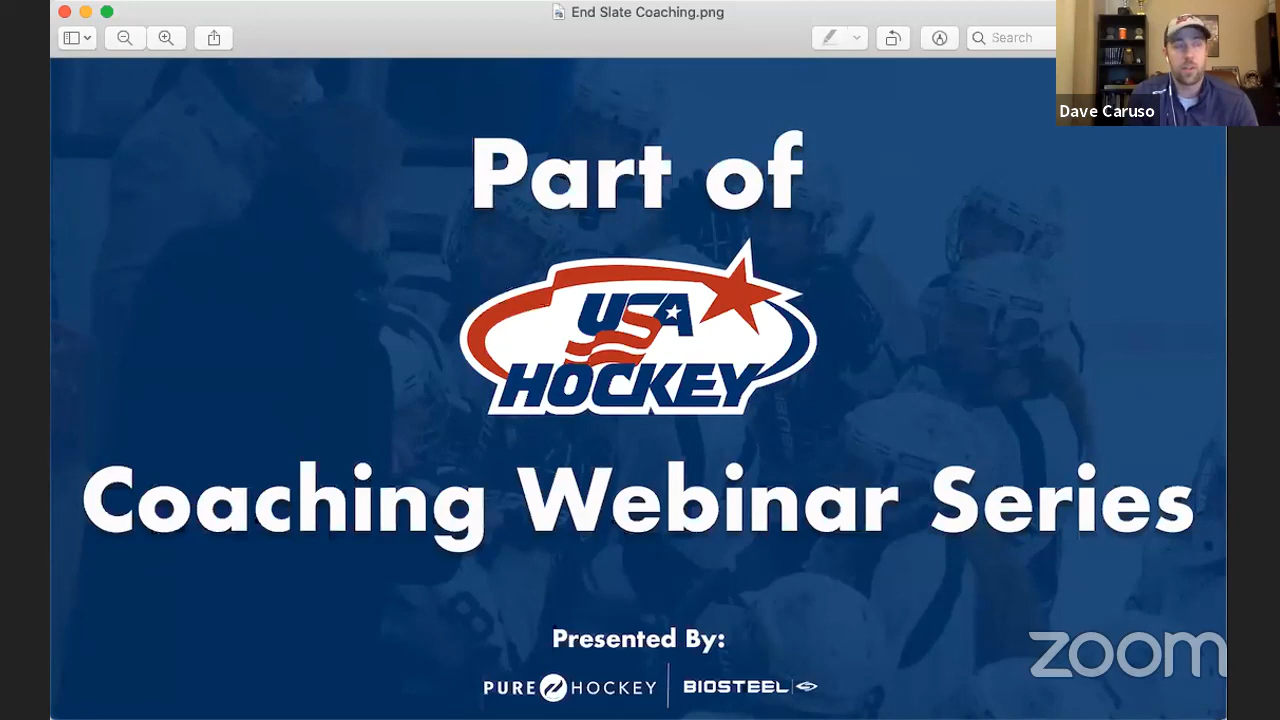 End Slate Coaching.png
Search
Dave Caruso
Part of
USA
HOCKEY
Coaching Webinar Series
Presented By:
PURE HOCKEY BIOSTEEL
zoom